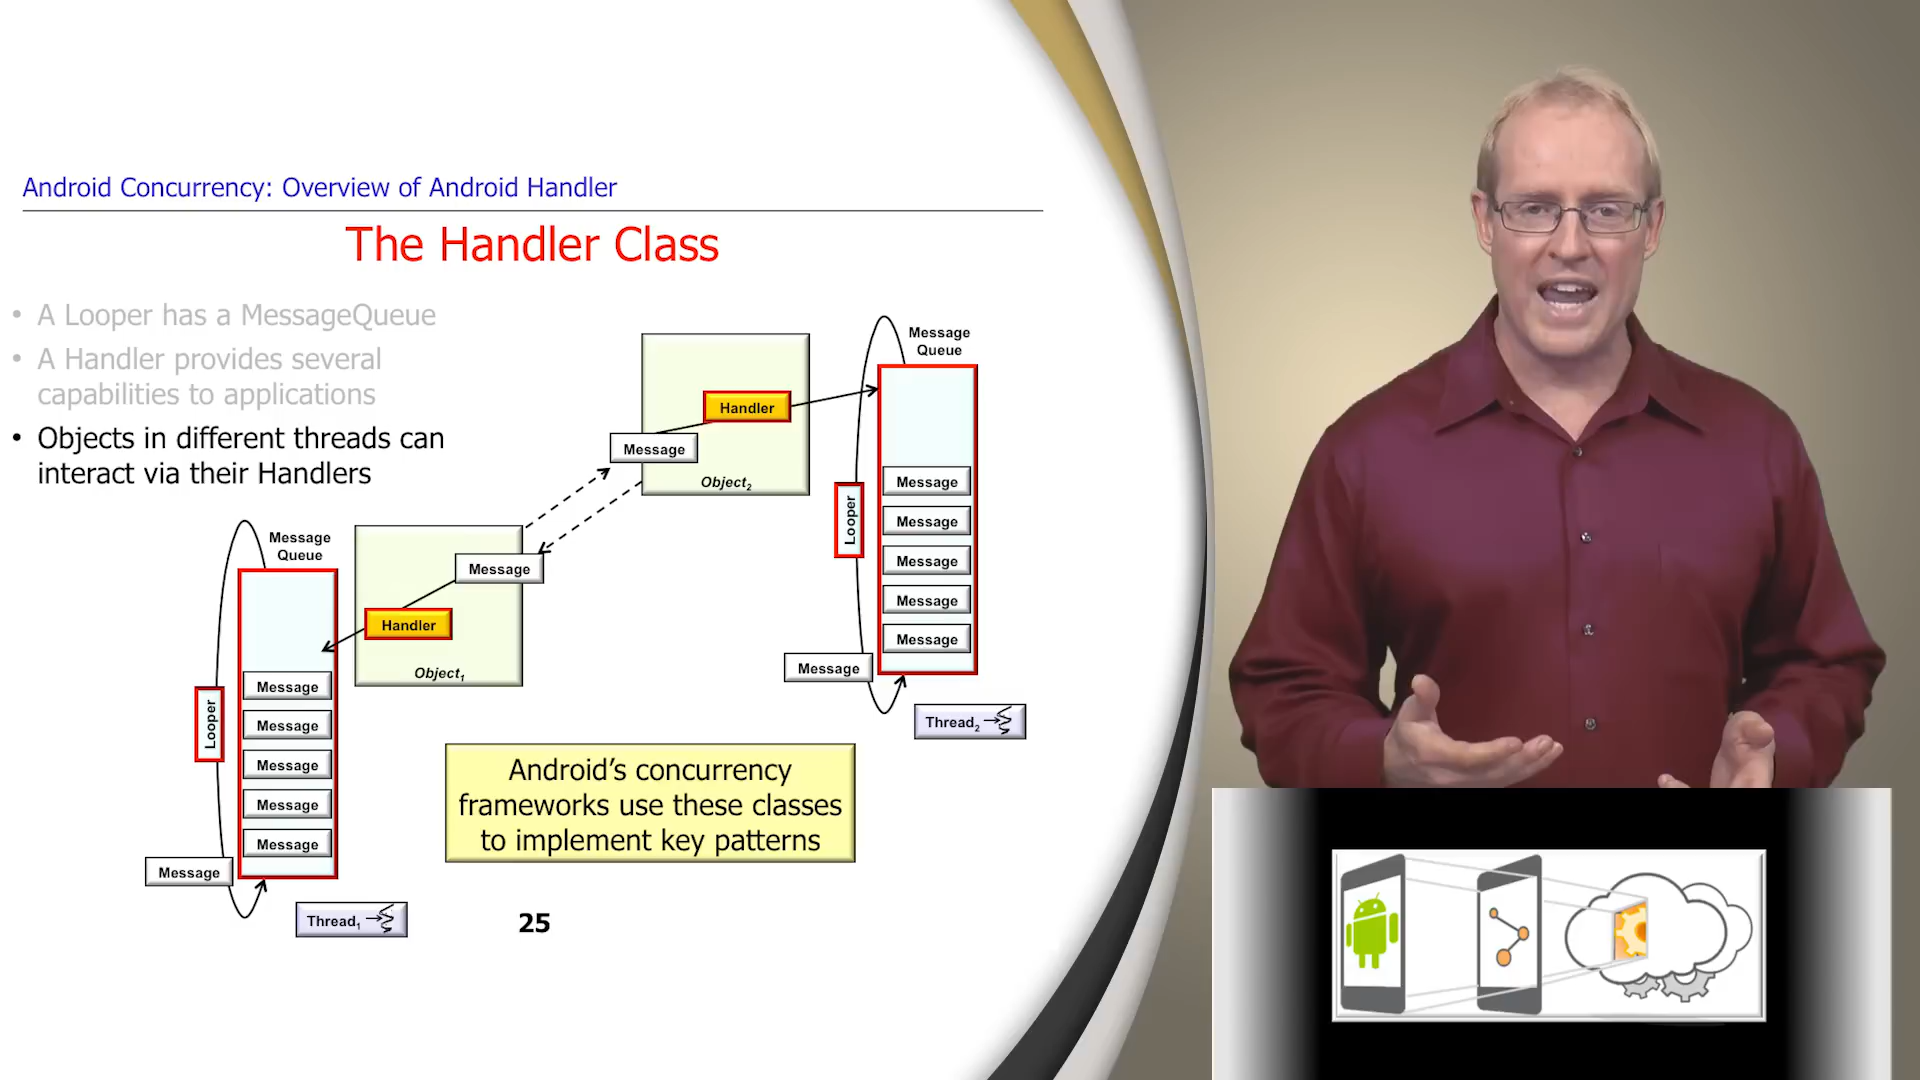 Android Concurrency: Overview of Android Handler
The Handler Class
• A Looper has a MessageQueue
• A Handler provides several
capabilities to applications
• Objects in different threads can
interact via their Handlers
Message
Queue
Handler
Message
Object2
Looper
Message
Message
Message
Message
Message
Message
Thread2
Message
Queue
Message
Handler
Object1
Looper
Message
Message
Message
Message
Message
Message
Thread1
Android's concurrency
frameworks use these classes
to implement key patterns
25